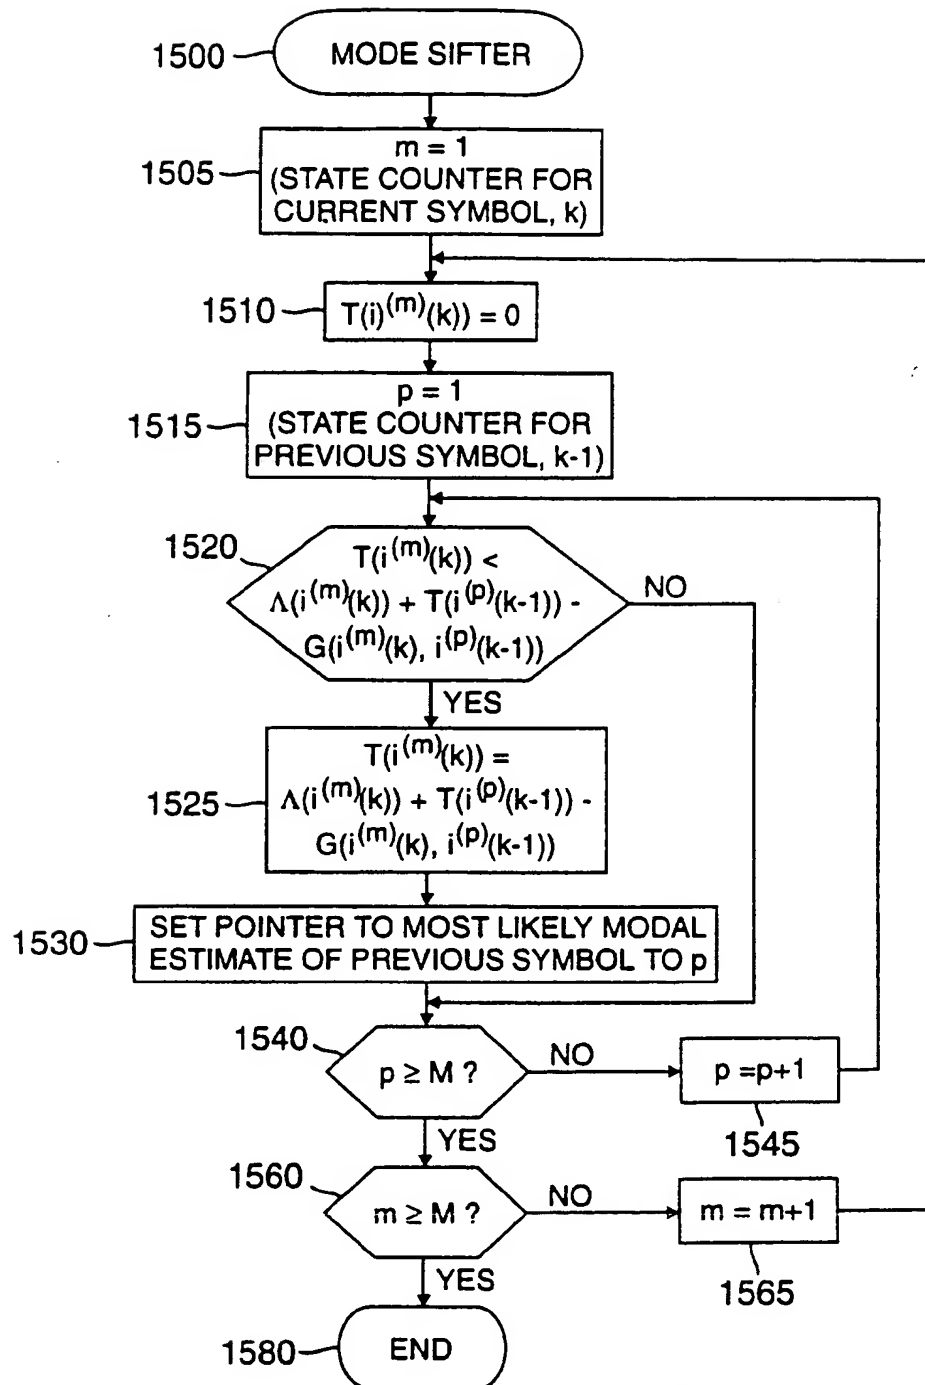 1500
MODE SIFTER
1505
m = 1
(STATE COUNTER FOR
CURRENT SYMBOL, k)
1510
T(i)^(m)(k)) = 0
1515
p = 1
(STATE COUNTER FOR
PREVIOUS SYMBOL, k-1)
1520
T(i^(m)(k)) <
Λ(i^(m)(k)) + T(i^(p)(k-1)) -
G(i^(m)(k), i^(p)(k-1))
NO
YES
1525
T(i^(m)(k)) =
Λ(i^(m)(k)) + T(i^(p)(k-1)) -
G(i^(m)(k), i^(p)(k-1))
1530
SET POINTER TO MOST LIKELY MODAL
ESTIMATE OF PREVIOUS SYMBOL TO p
1540
p ≥ M ?
NO
p =p+1
1545
YES
1560
m ≥ M ?
NO
m = m+1
1565
YES
1580
END